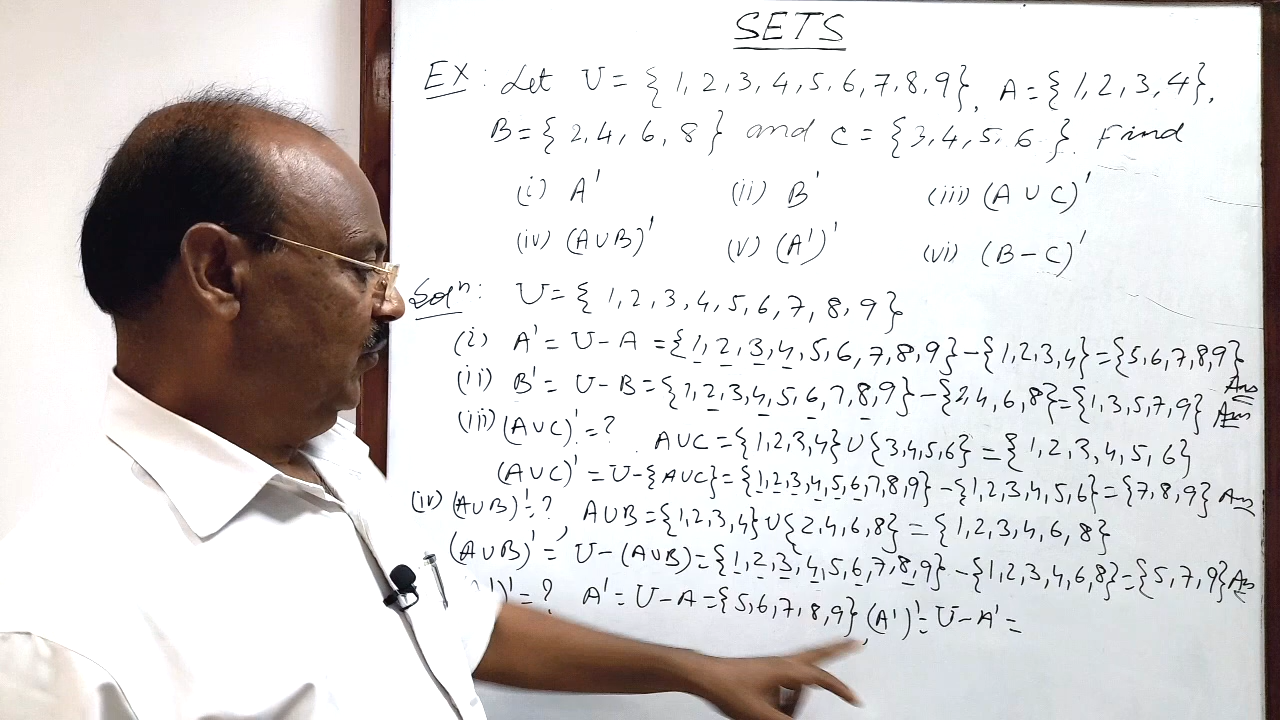 SETS
EX: Let U = { 1, 2, 3, 4, 5, 6, 7, 8, 9 }, A = { 1, 2, 3, 4 },
B = { 2, 4, 6, 8 } and C = { 3, 4, 5, 6 }. Find
(i) A' (ii) B' (iii) (A ∪ C)'
(iv) (A∪B)' (v) (A')' (vi) (B - C)'
Solⁿ: U = { 1, 2, 3, 4, 5, 6, 7, 8, 9 }
(i) A' = U - A = {1, 2, 3, 4, 5, 6, 7, 8, 9} - {1, 2, 3, 4} = {5, 6, 7, 8, 9} Ans
(ii) B' = U - B = {1, 2, 3, 4, 5, 6, 7, 8, 9} - {2, 4, 6, 8} = {1, 3, 5, 7, 9} Ans
(iii) (A∪C)' = ? A∪C = {1, 2, 3, 4} ∪ {3, 4, 5, 6} = { 1, 2, 3, 4, 5, 6}
(A∪C)' = U - {A∪C} = {1, 2, 3, 4, 5, 6, 7, 8, 9} - {1, 2, 3, 4, 5, 6} = {7, 8, 9} Ans
(iv) (A∪B)' = ?, A∪B = {1, 2, 3, 4} ∪ {2, 4, 6, 8} = {1, 2, 3, 4, 6, 8}
(A∪B)' = U - (A∪B) = {1, 2, 3, 4, 5, 6, 7, 8, 9} - {1, 2, 3, 4, 6, 8} = {5, 7, 9} Ans
)' = ? A' = U - A = {5, 6, 7, 8, 9}, (A')' = U - A' =